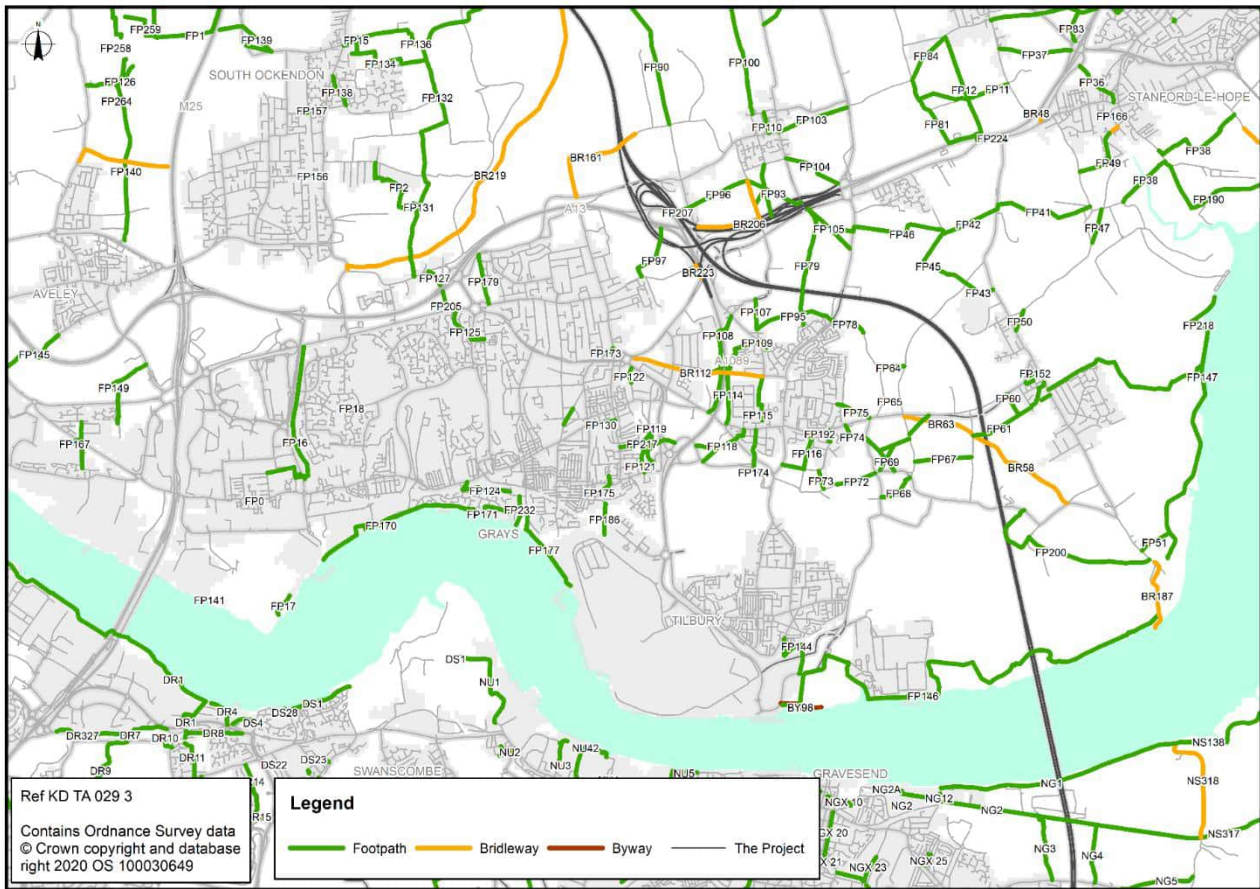 N
FP259
FP1
FP139
FP258
FP15
FP136
FP126
SOUTH OCKENDON
FP134
FP264
M25
FP138
FP132
FP157
FP90
FP100
FP84
FP37
FP83
FP36
FP12
FP11
STANFORD-LE-HOPE
FP110
FP103
FP81
BR48
FP166
FP224
FP38
FP140
FP156
FP2
FP131
BR219
BR161
FP104
FP49
FP38
FP190
A13
FP96
FP93
FP207
BR206
FP105
FP46
FP42
FP41
FP47
FP97
BR223
FP79
FP45
FP43
AVELEY
FP127
FP179
FP205
FP125
FP107
FP95
FP78
FP50
FP218
FP145
FP108
FP109
FP173
A1089
BR112
FP122
FP64
FP152
FP147
FP149
FP18
FP114
FP65
FP60
FP115
FP75
BR63
FP61
FP130
FP119
FP167
FP16
FP217
FP118
FP192
FP74
FP116
FP69
FP67
BR58
FP121
FP174
FP0
FP124
FP175
FP73
FP72
FP68
FP170
FP171
FP232
FP186
GRAYS
FP177
FP200
FP51
FP141
FP17
BR187
TILBURY
FP144
DS1
NU1
BY98
FP146
DR1
DR4
DS28
DS1
DR1
DS4
DR327
DR7
DR10
DR8
DR11
DR9
DS22
DS23
NU2
NU42
NU3
SWANSCOMBE
NU5
GRAVESEND
NS138
NG1
NG2A
NG12
NG2
NG2
NS318
NGX 10
NS317
NG3
NG4
NGX 23
NGX 25
NG5
Ref KD TA 029 3
Contains Ordnance Survey data
© Crown copyright and database
right 2020 OS 100030649
Legend
Footpath
Bridleway
Byway
The Project